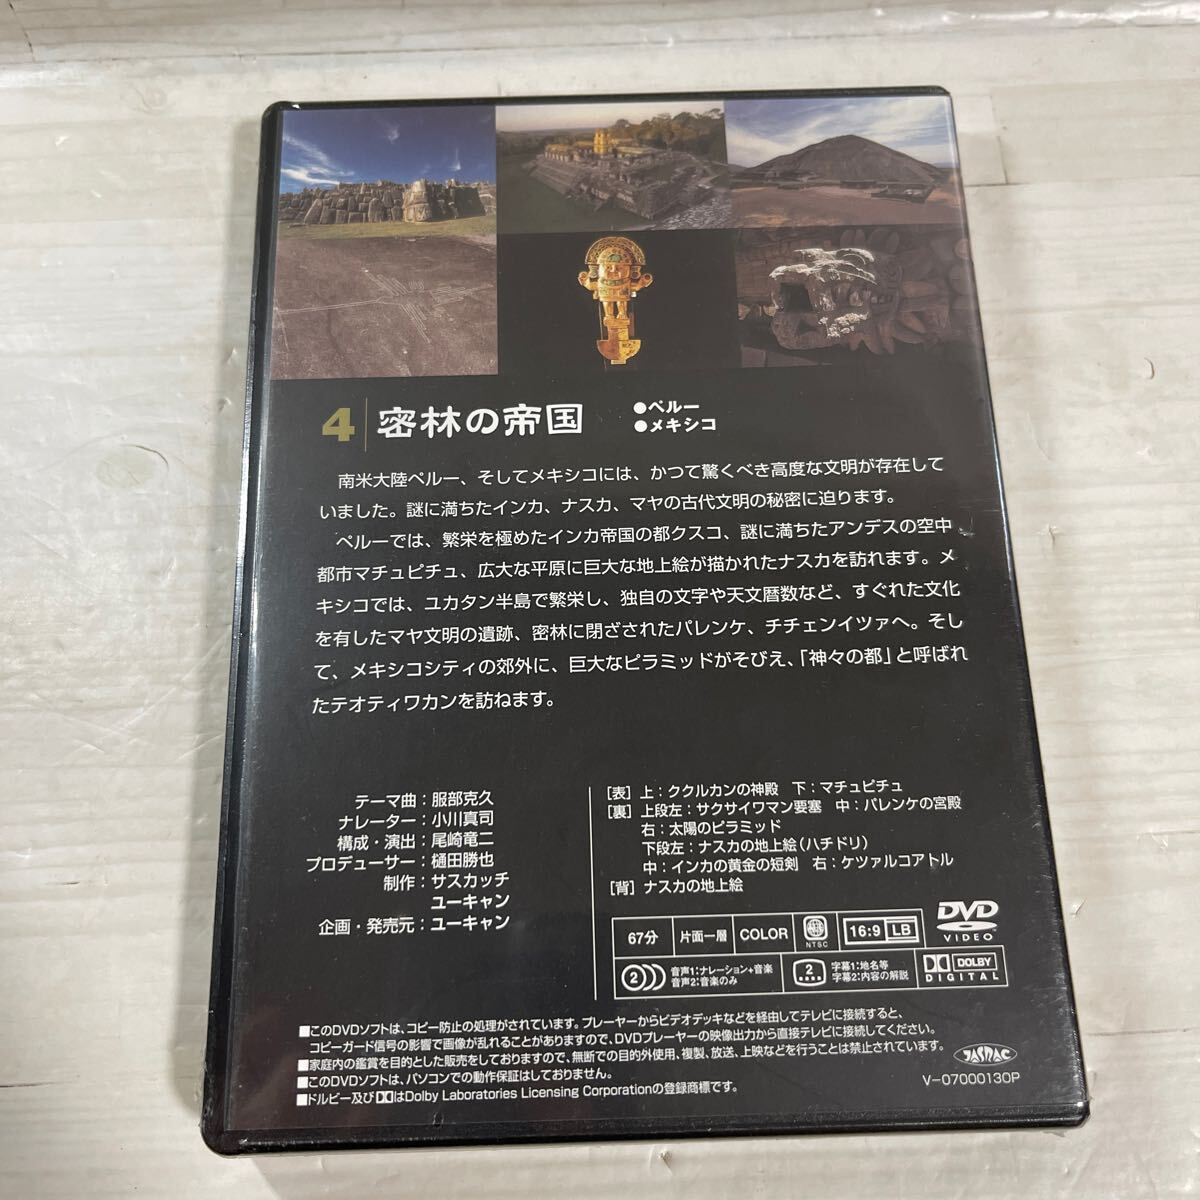 4 密林の帝国
●ペルー
●メキシコ
南米大陸ペルー、そしてメキシコには、かつて驚くべき高度な文明が存在して
いました。謎に満ちたインカ、ナスカ、マヤの古代文明の秘密に迫ります。
ペルーでは、繁栄を極めたインカ帝国の都クスコ、謎に満ちたアンデスの空中
都市マチュピチュ、広大な平原に巨大な地上絵が描かれたナスカを訪れます。メ
キシコでは、ユカタン半島で繁栄し、独自の文字や天文暦数など、すぐれた文化
を有したマヤ文明の遺跡、密林に閉ざされたパレンケ、チチェンイツァへ。そし
て、メキシコシティの郊外に、巨大なピラミッドがそびえ、「神々の都」と呼ばれ
たテオティワカンを訪ねます。
テーマ曲：服部克久
ナレーター：小川真司
構成・演出：尾崎竜二
プロデューサー：樋田勝也
制作：サスカッチ
ユーキャン
企画・発売元：ユーキャン
[表] 上：ククルカンの神殿 下：マチュピチュ
[裏] 上段左：サクサイワマン要塞 中：パレンケの宮殿
右：太陽のピラミッド
下段左：ナスカの地上絵（ハチドリ）
中：インカの黄金の短剣 右：ケツァルコアトル
[背] ナスカの地上絵
67分 片面一層 COLOR NTSC 16:9 LB
DVD
VIDEO
2 音声1：ナレーション+音楽
音声2：音楽のみ
2 字幕1：地名等
字幕2：内容の解説
DOLBY
DIGITAL
■このDVDソフトは、コピー防止の処理がされています。プレーヤーからビデオデッキなどを経由してテレビに接続すると、
コピーガード信号の影響で画像が乱れることがありますので、DVDプレーヤーの映像出力から直接テレビに接続してください。
■家庭内の鑑賞を目的とした販売をしておりますので、無断での目的外使用、複製、放送、上映などを行うことは禁止されています。
■このDVDソフトは、パソコンでの動作保証はしておりません。
■ドルビー及びはDolby Laboratories Licensing Corporationの登録商標です。
JASRAC
V-07000130P